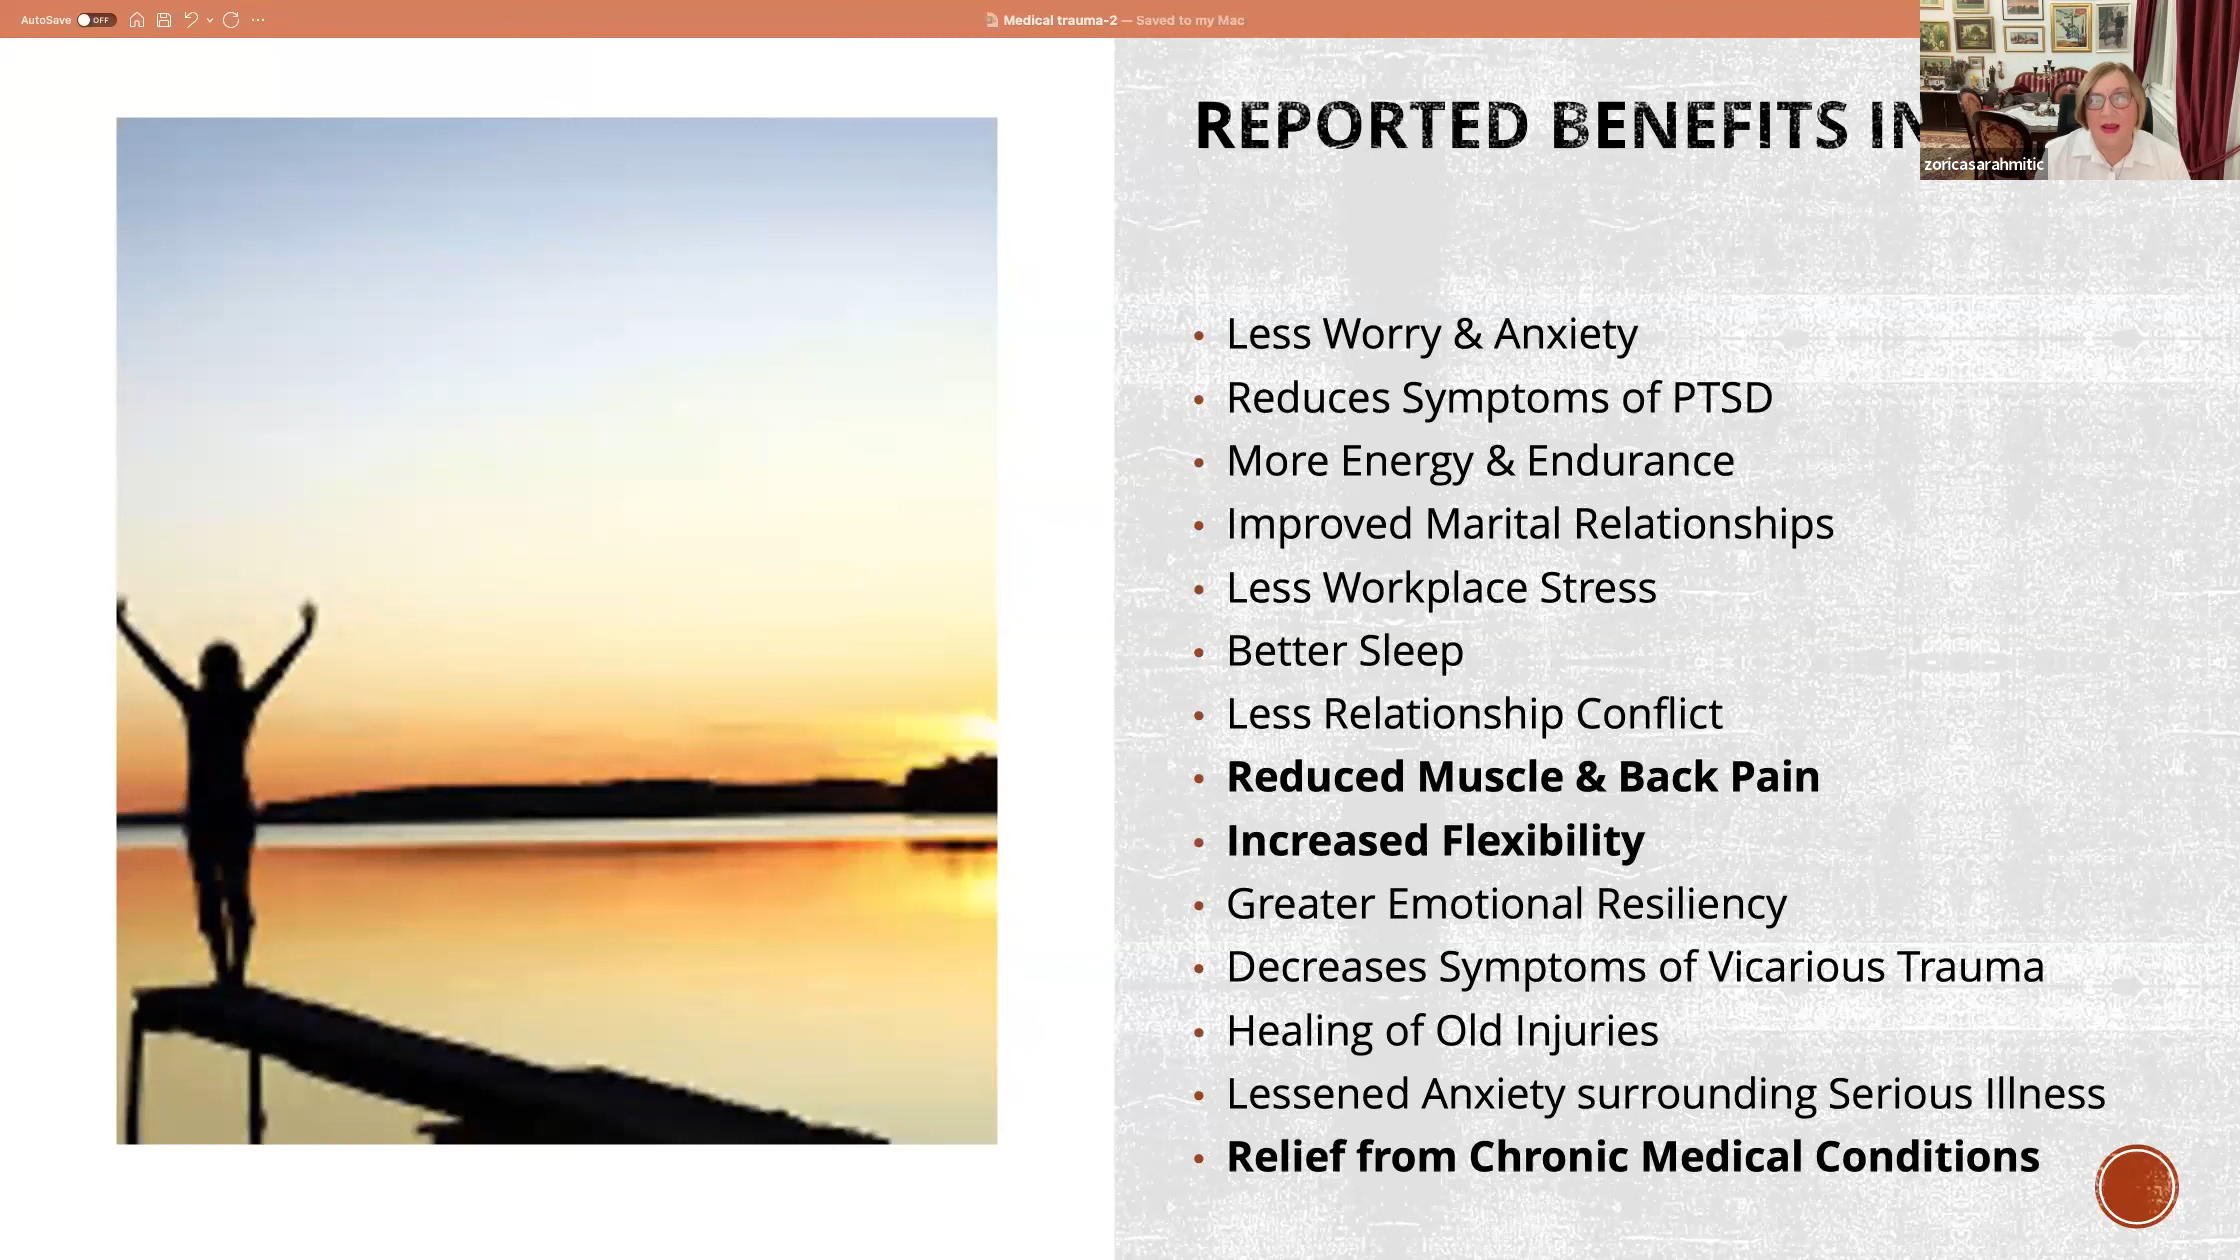 AutoSave OFF
Medical trauma-2 — Saved to my Mac
REPORTED BENEFITS IN
zoricasarahmitic
• Less Worry & Anxiety
• Reduces Symptoms of PTSD
• More Energy & Endurance
• Improved Marital Relationships
• Less Workplace Stress
• Better Sleep
• Less Relationship Conflict
• Reduced Muscle & Back Pain
• Increased Flexibility
• Greater Emotional Resiliency
• Decreases Symptoms of Vicarious Trauma
• Healing of Old Injuries
• Lessened Anxiety surrounding Serious Illness
• Relief from Chronic Medical Conditions